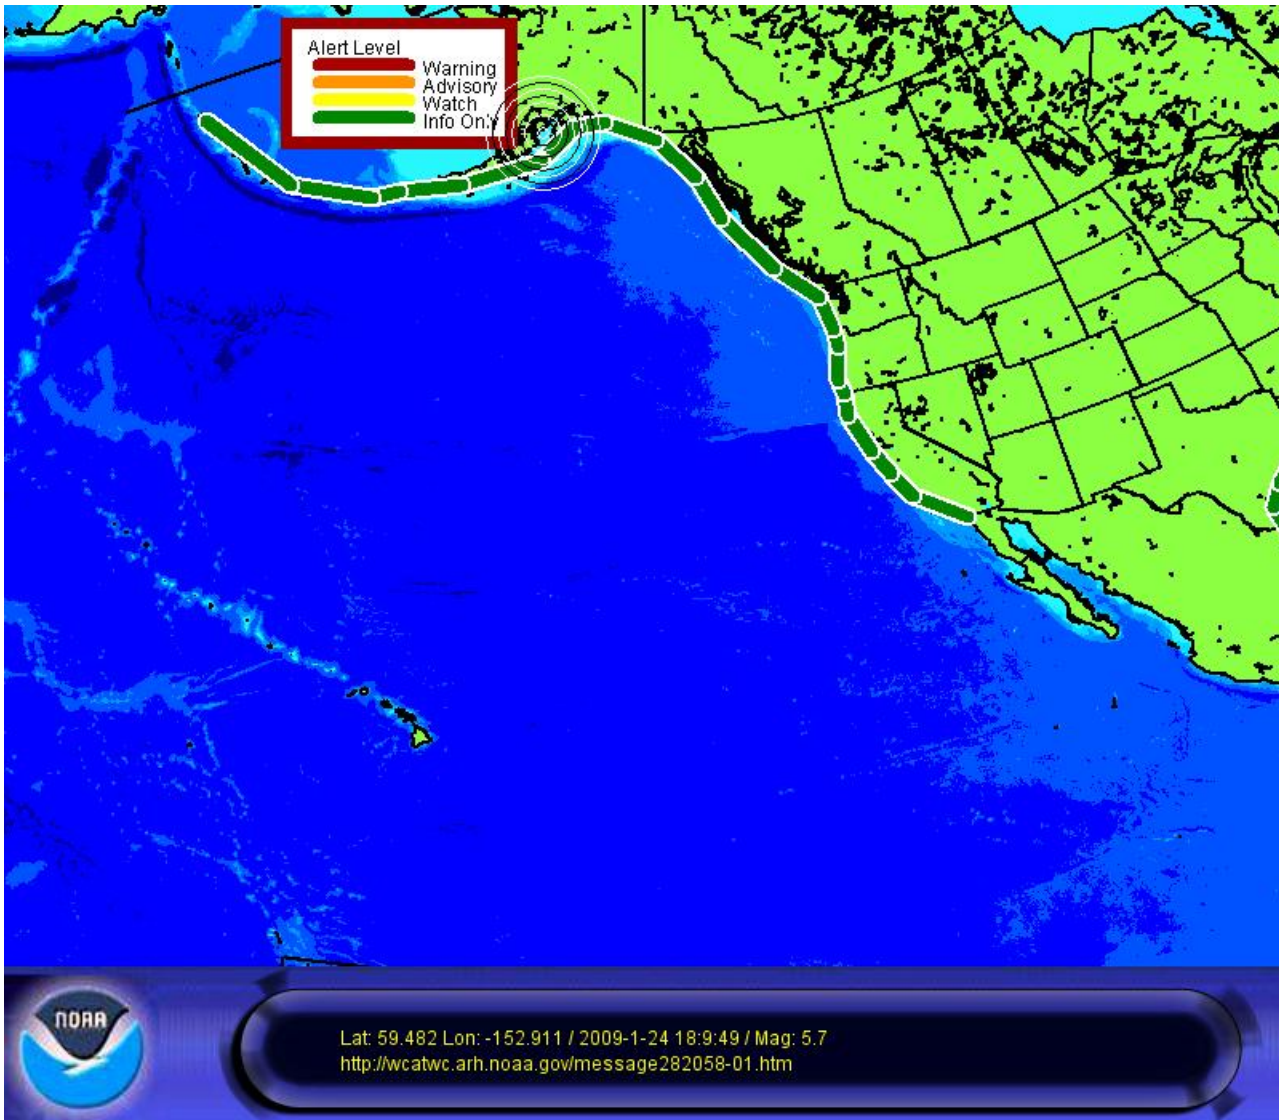 Alert Level
Warning
Advisory
Watch
Info Only
NOAA
Lat: 59.482 Lon: -152.911 / 2009-1-24 18:9:49 / Mag: 5.7
http://wcatwc.arh.noaa.gov/message282058-01.htm